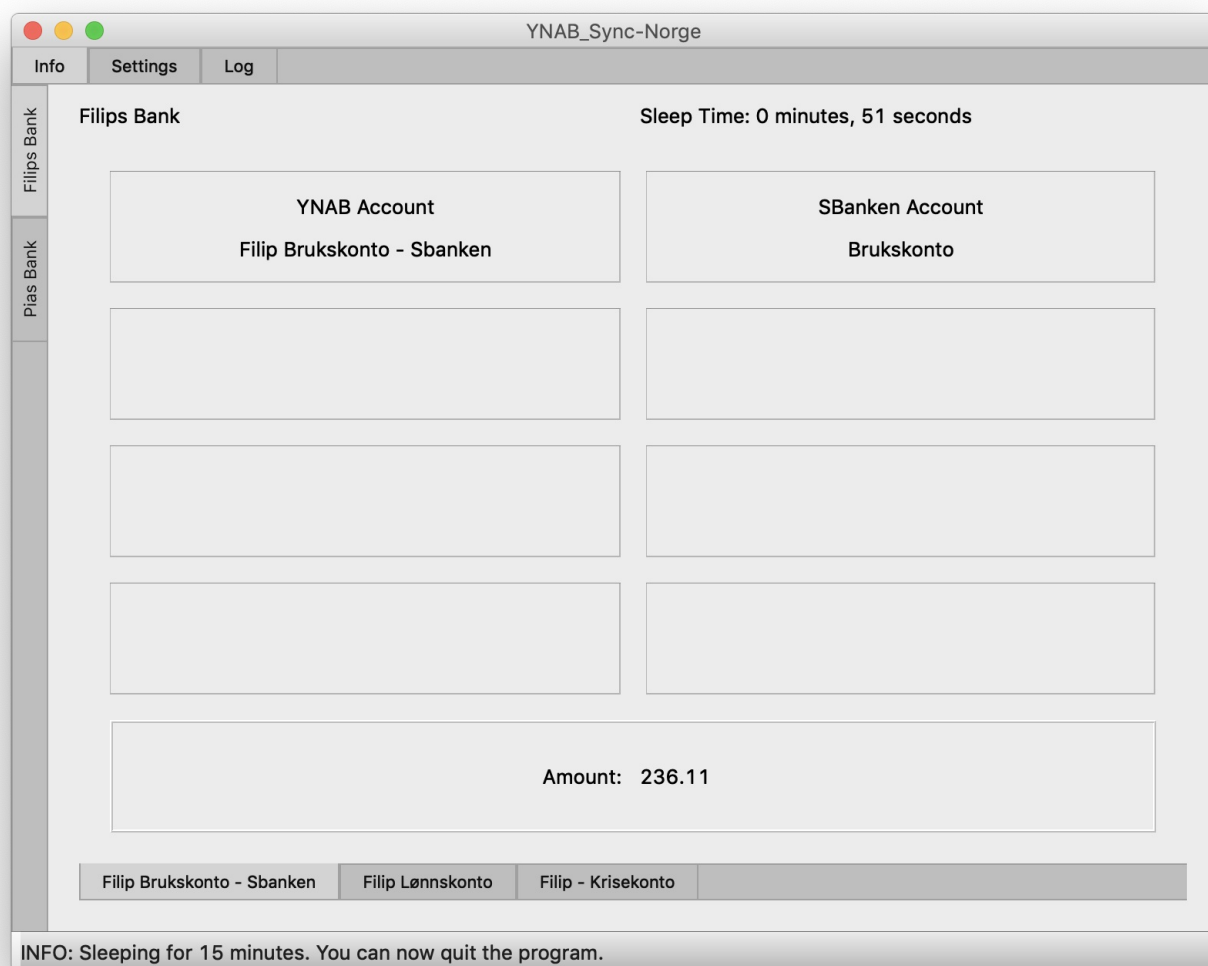 YNAB_Sync-Norge
Info Settings Log
Filips Bank
Pias Bank
Filips Bank Sleep Time: 0 minutes, 51 seconds
YNAB Account SBanken Account
Filip Brukskonto - Sbanken Brukskonto
Amount: 236.11
Filip Brukskonto - Sbanken Filip Lønnskonto Filip - Krisekonto
INFO: Sleeping for 15 minutes. You can now quit the program.